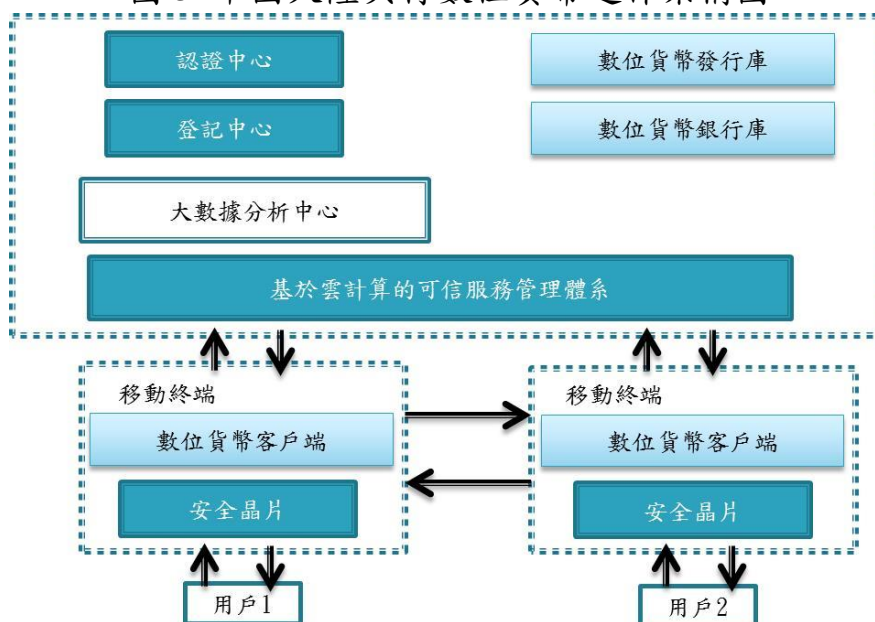 認證中心
數位貨幣發行庫
登記中心
數位貨幣銀行庫
大數據分析中心
基於雲計算的可信服務管理體系
移動終端
移動終端
數位貨幣客戶端
數位貨幣客戶端
安全晶片
安全晶片
用戶1
用戶2